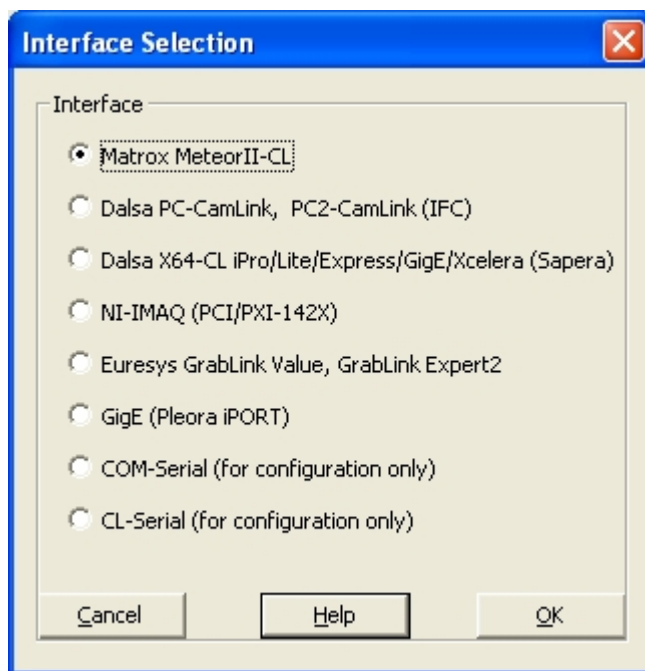 Interface Selection
Interface
Matrox MeteorII-CL
Dalsa PC-CamLink, PC2-CamLink (IFC)
Dalsa X64-CL iPro/Lite/Express/GigE/Xcelera (Sapera)
NI-IMAQ (PCI/PXI-142X)
Euresys GrabLink Value, GrabLink Expert2
GigE (Pleora iPORT)
COM-Serial (for configuration only)
CL-Serial (for configuration only)
Cancel Help OK